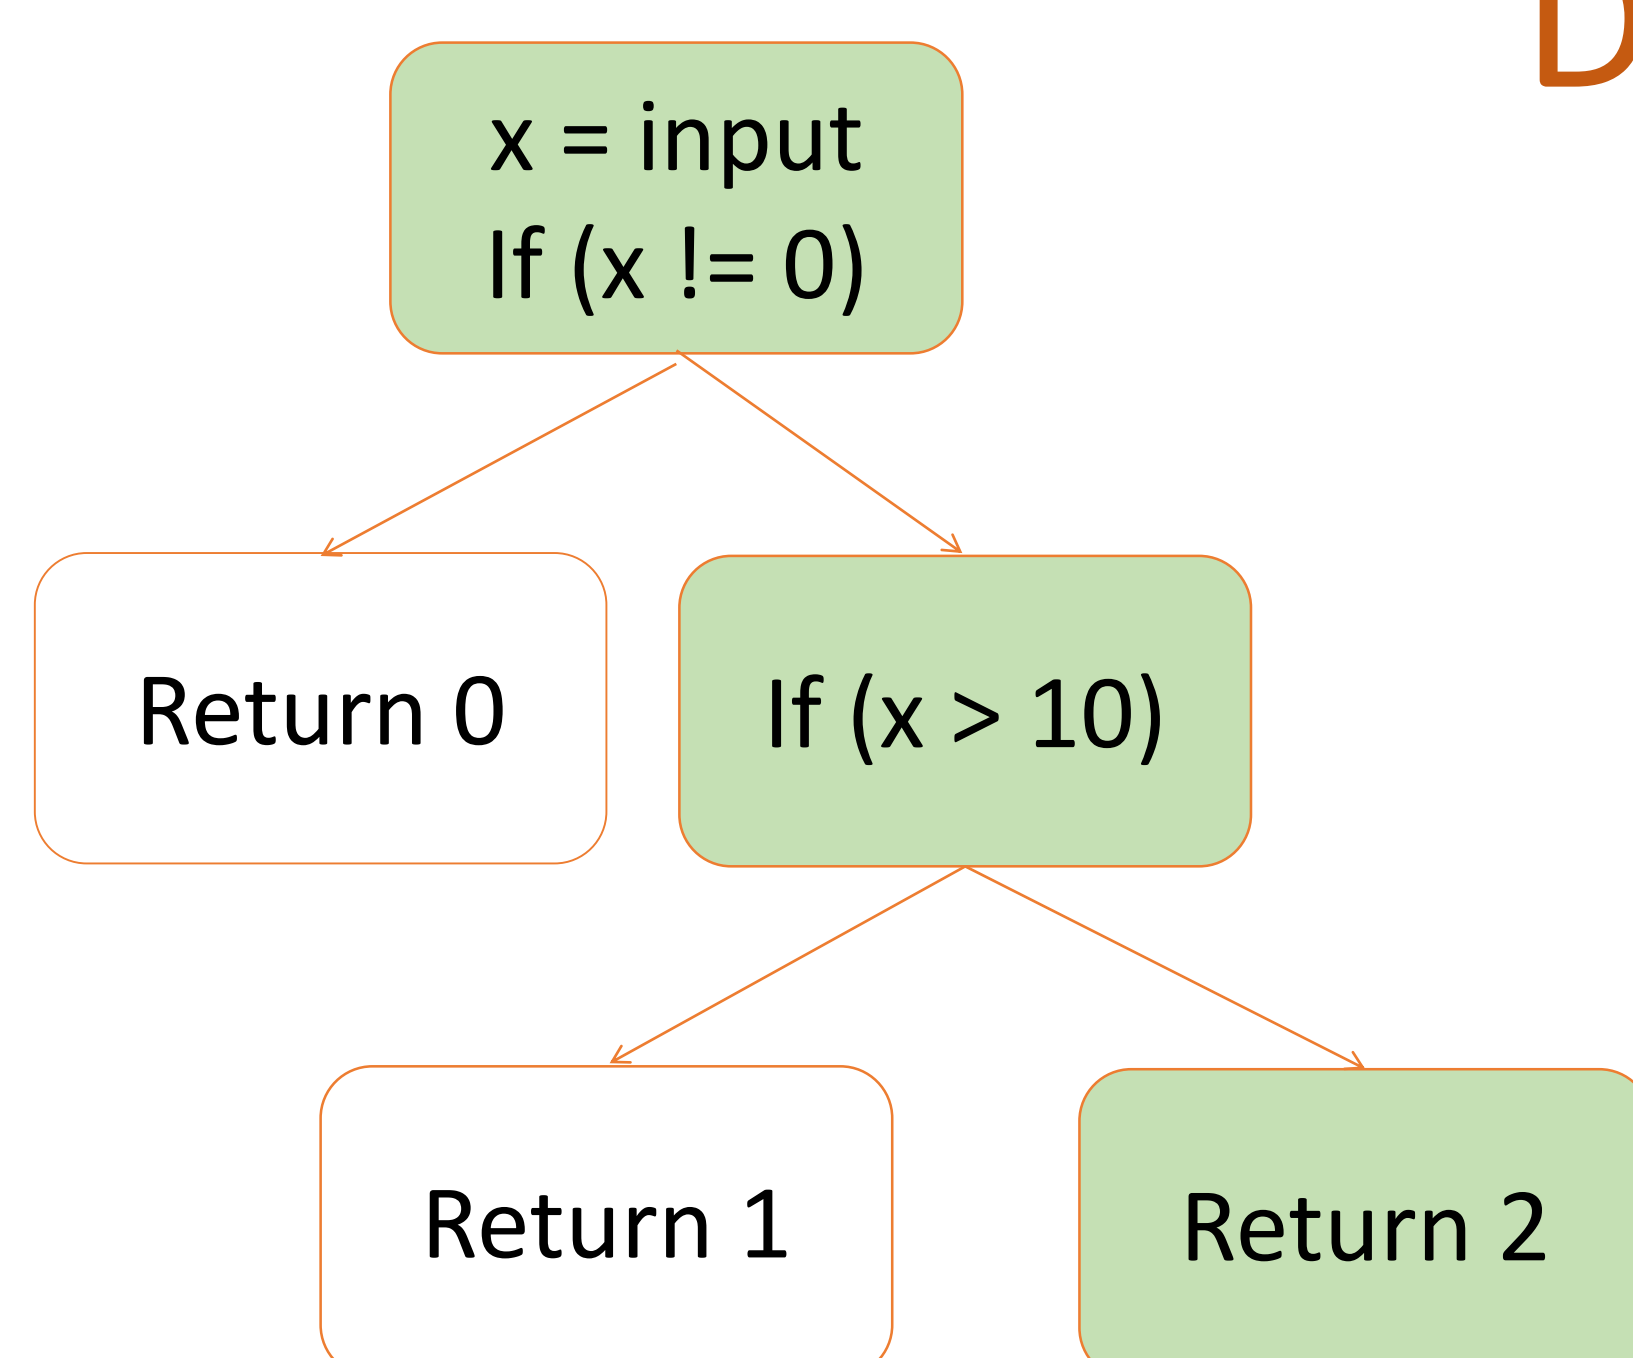 D
x = input
If (x != 0)
Return 0
If (x > 10)
Return 1
Return 2